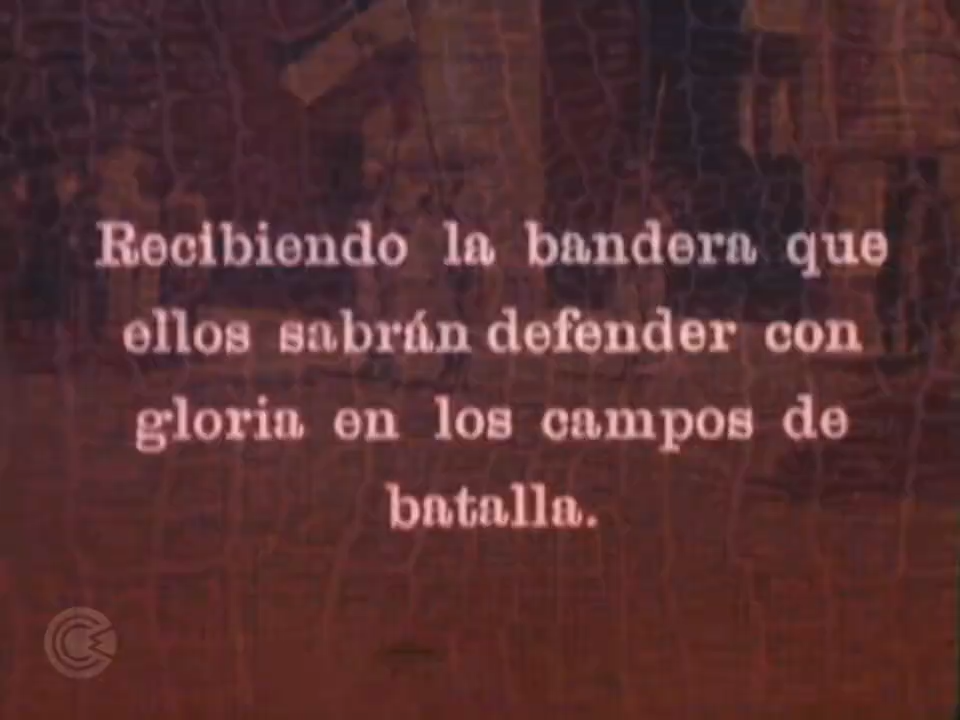 Recibiendo la bandera que
ellos sabrán defender con
gloria en los campos de
batalla.